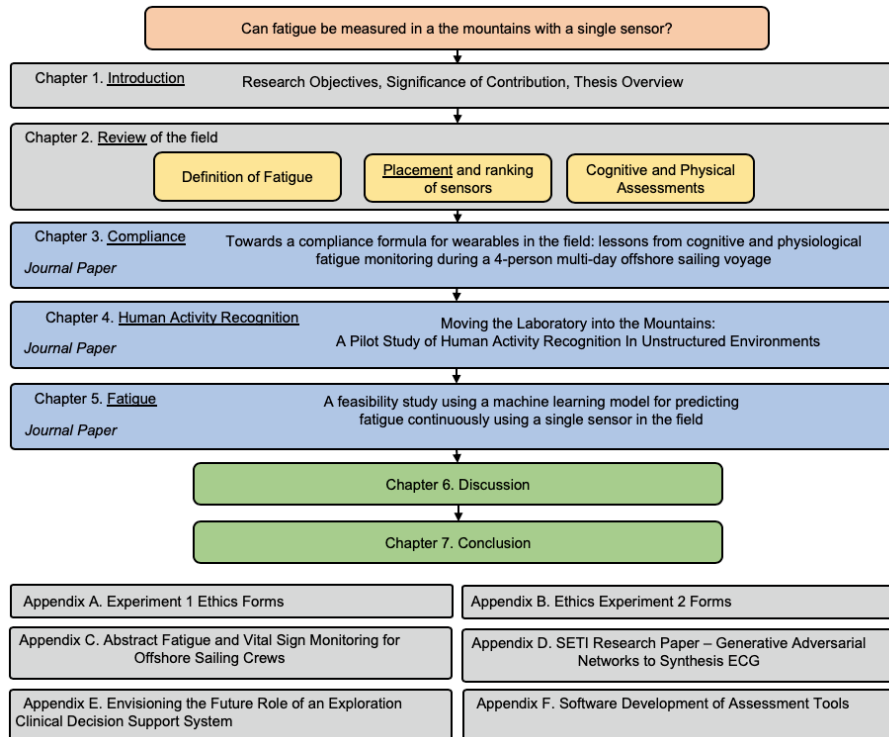 Can fatigue be measured in a the mountains with a single sensor?
Chapter 1. Introduction
Research Objectives, Significance of Contribution, Thesis Overview
Chapter 2. Review of the field
Definition of Fatigue
Placement and ranking
of sensors
Cognitive and Physical
Assessments
Chapter 3. Compliance
Journal Paper
Towards a compliance formula for wearables in the field: lessons from cognitive and physiological
fatigue monitoring during a 4-person multi-day offshore sailing voyage
Chapter 4. Human Activity Recognition
Journal Paper
Moving the Laboratory into the Mountains:
A Pilot Study of Human Activity Recognition In Unstructured Environments
Chapter 5. Fatigue
Journal Paper
A feasibility study using a machine learning model for predicting
fatigue continuously using a single sensor in the field
Chapter 6. Discussion
Chapter 7. Conclusion
Appendix A. Experiment 1 Ethics Forms
Appendix B. Ethics Experiment 2 Forms
Appendix C. Abstract Fatigue and Vital Sign Monitoring for
Offshore Sailing Crews
Appendix D. SETI Research Paper – Generative Adversarial
Networks to Synthesis ECG
Appendix E. Envisioning the Future Role of an Exploration
Clinical Decision Support System
Appendix F. Software Development of Assessment Tools